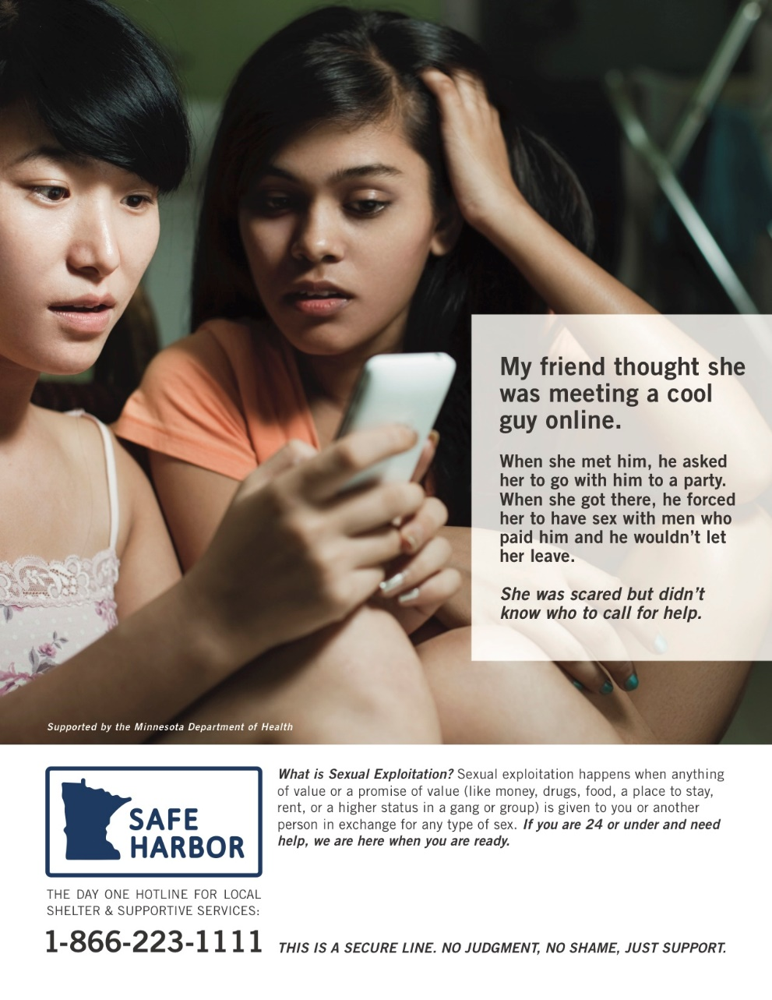 My friend thought she
was meeting a cool
guy online.
When she met him, he asked
her to go with him to a party.
When she got there, he forced
her to have sex with men who
paid him and he wouldn't let
her leave.
She was scared but didn't
know who to call for help.
Supported by the Minnesota Department of Health
SAFE
HARBOR
THE DAY ONE HOTLINE FOR LOCAL
SHELTER & SUPPORTIVE SERVICES:
1-866-223-1111
What is Sexual Exploitation? Sexual exploitation happens when anything
of value or a promise of value (like money, drugs, food, a place to stay,
rent, or a higher status in a gang or group) is given to you or another
person in exchange for any type of sex. If you are 24 or under and need
help, we are here when you are ready.
THIS IS A SECURE LINE. NO JUDGMENT, NO SHAME, JUST SUPPORT.